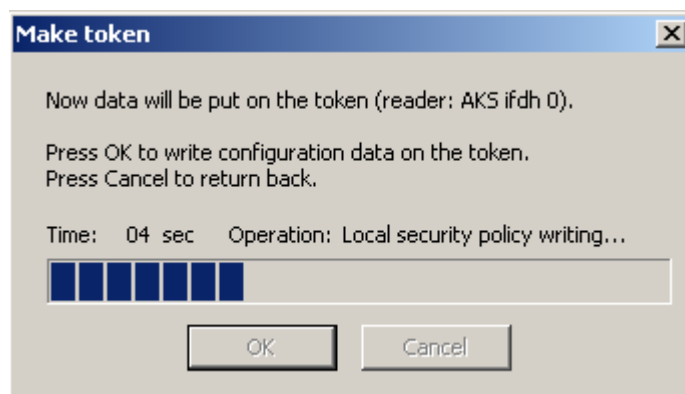 Make token
Now data will be put on the token (reader: AKS ifdh 0).
Press OK to write configuration data on the token.
Press Cancel to return back.
Time: 04 sec Operation: Local security policy writing...
OK Cancel